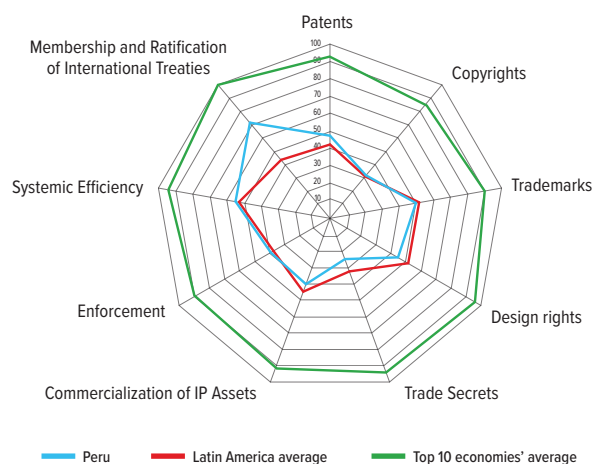 Patents
Membership and Ratification
of International Treaties
Copyrights
100
90
80
70
60
50
40
30
20
10
Systemic Efficiency
Trademarks
Enforcement
Design rights
Commercialization of IP Assets
Trade Secrets
Peru
Latin America average
Top 10 economies’ average